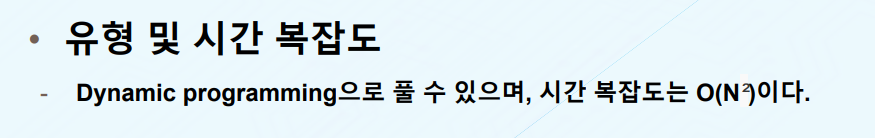 • 유형 및 시간 복잡도
- Dynamic programming으로 풀 수 있으며, 시간 복잡도는 O(N²)이다.